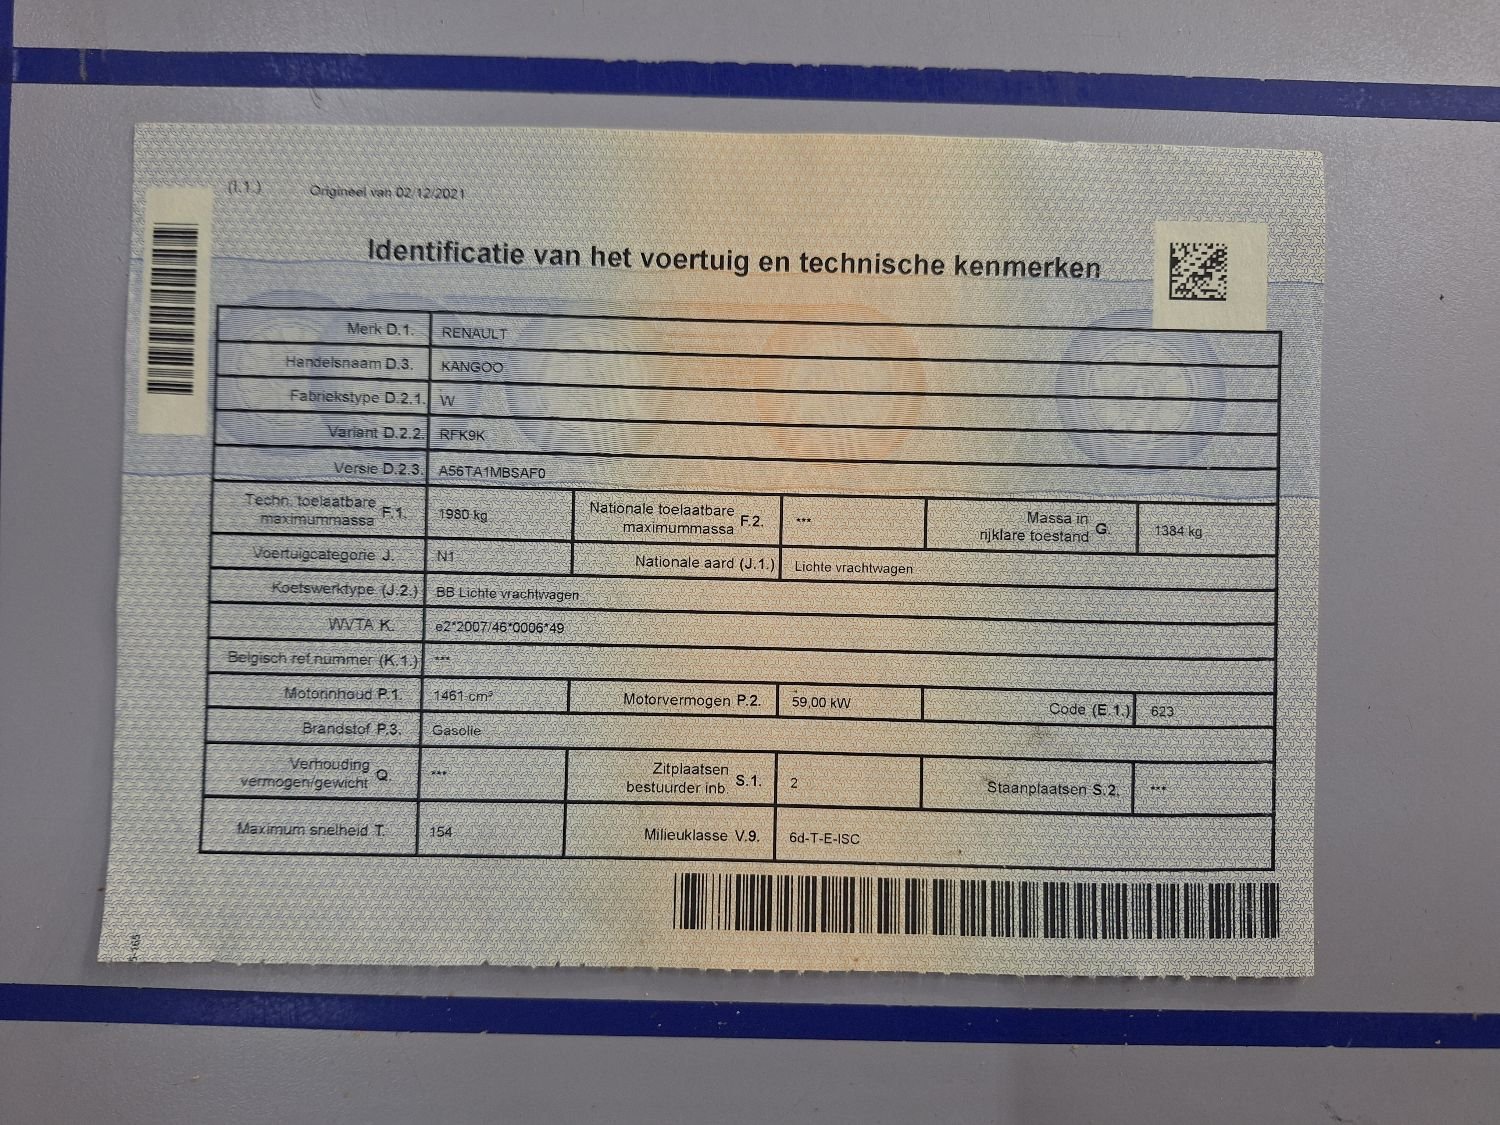 (I.1.) Origineel van 02/12/2021
Identificatie van het voertuig en technische kenmerken
Merk D.1. RENAULT
Handelsnaam D.3. KANGOO
Fabriekstype D.2.1. W
Variant D.2.2. RFK9K
Versie D.2.3. A56TA1MBSAF0
Techn. toelaatbare maximummassa F.1. 1980 kg Nationale toelaatbare maximummassa F.2. *** Massa in rijklare toestand G. 1384 kg
Voertuigcategorie J. N1 Nationale aard (J.1.) Lichte vrachtwagen
Koetswerktype (J.2.) BB Lichte vrachtwagen
WVTA K. e2*2007/46*0006*49
Belgisch ref.nummer (K.1.) ***
Motorinhoud P.1. 1461 cm³ Motorvermogen P.2. 59,00 kW Code (E.1.) 623
Brandstof P.3. Gasolie
Verhouding vermogen/gewicht Q. *** Zitplaatsen bestuurder inb. S.1. 2 Staanplaatsen S.2. ***
Maximum snelheid T. 154 Milieuklasse V.9. 6d-T-E-ISC